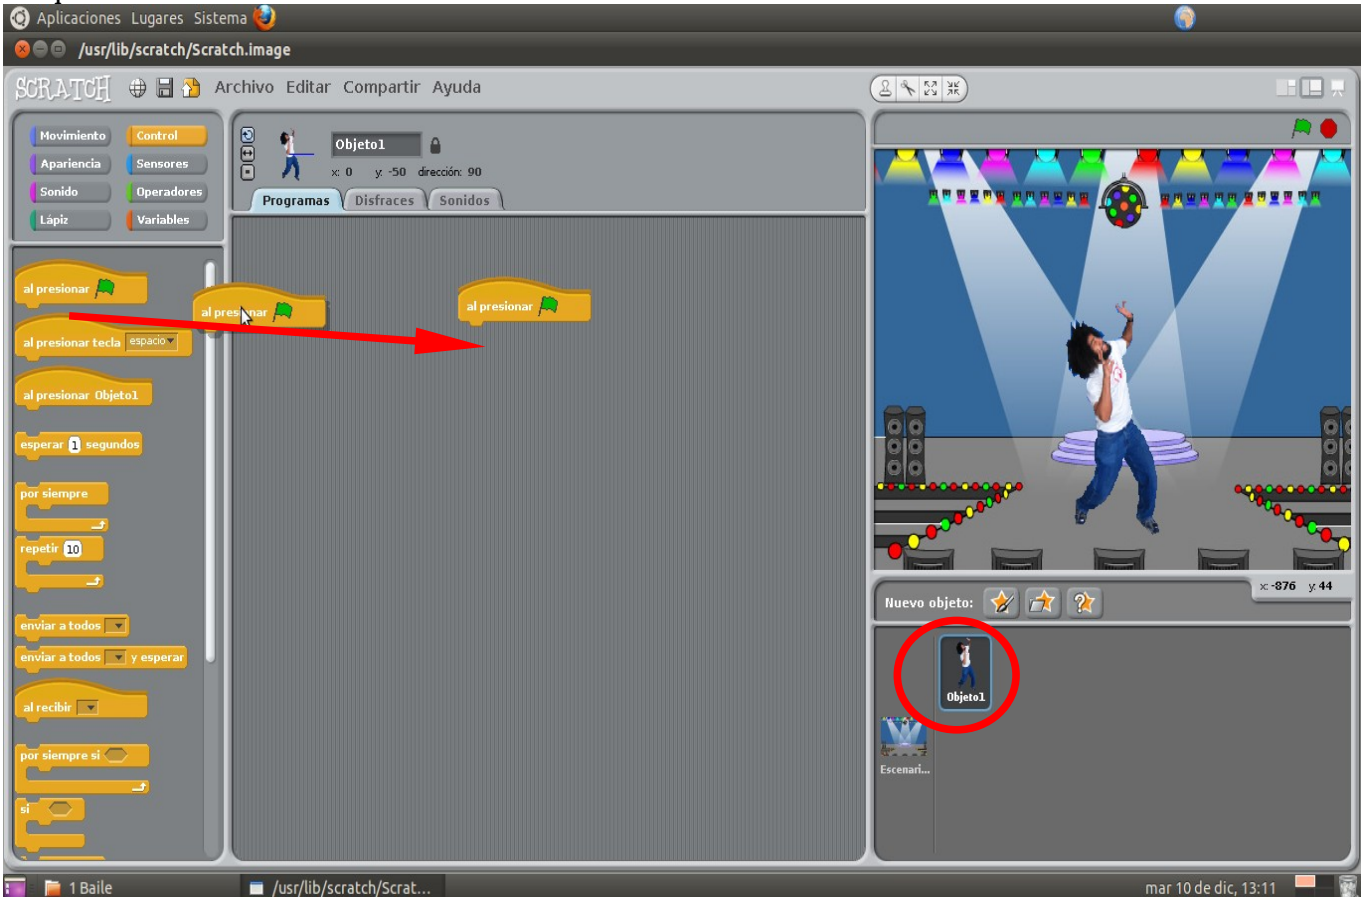 Aplicaciones Lugares Sistema
/usr/lib/scratch/Scratch.image
SCRATCH Archivo Editar Compartir Ayuda
Movimiento Control
Apariencia Sensores
Sonido Operadores
Lápiz Variables
Objeto1
x: 0 y: -50 dirección: 90
Programas Disfraces Sonidos
al presionar
al presionar tecla espacio
al presionar Objeto1
esperar 1 segundos
por siempre
repetir 10
enviar a todos
enviar a todos y esperar
al recibir
por siempre si
si
al presionar
al presionar
x: -876 y: 44
Nuevo objeto:
Objeto1
Escenari...
1 Baile
/usr/lib/scratch/Scrat...
mar 10 de dic, 13:11